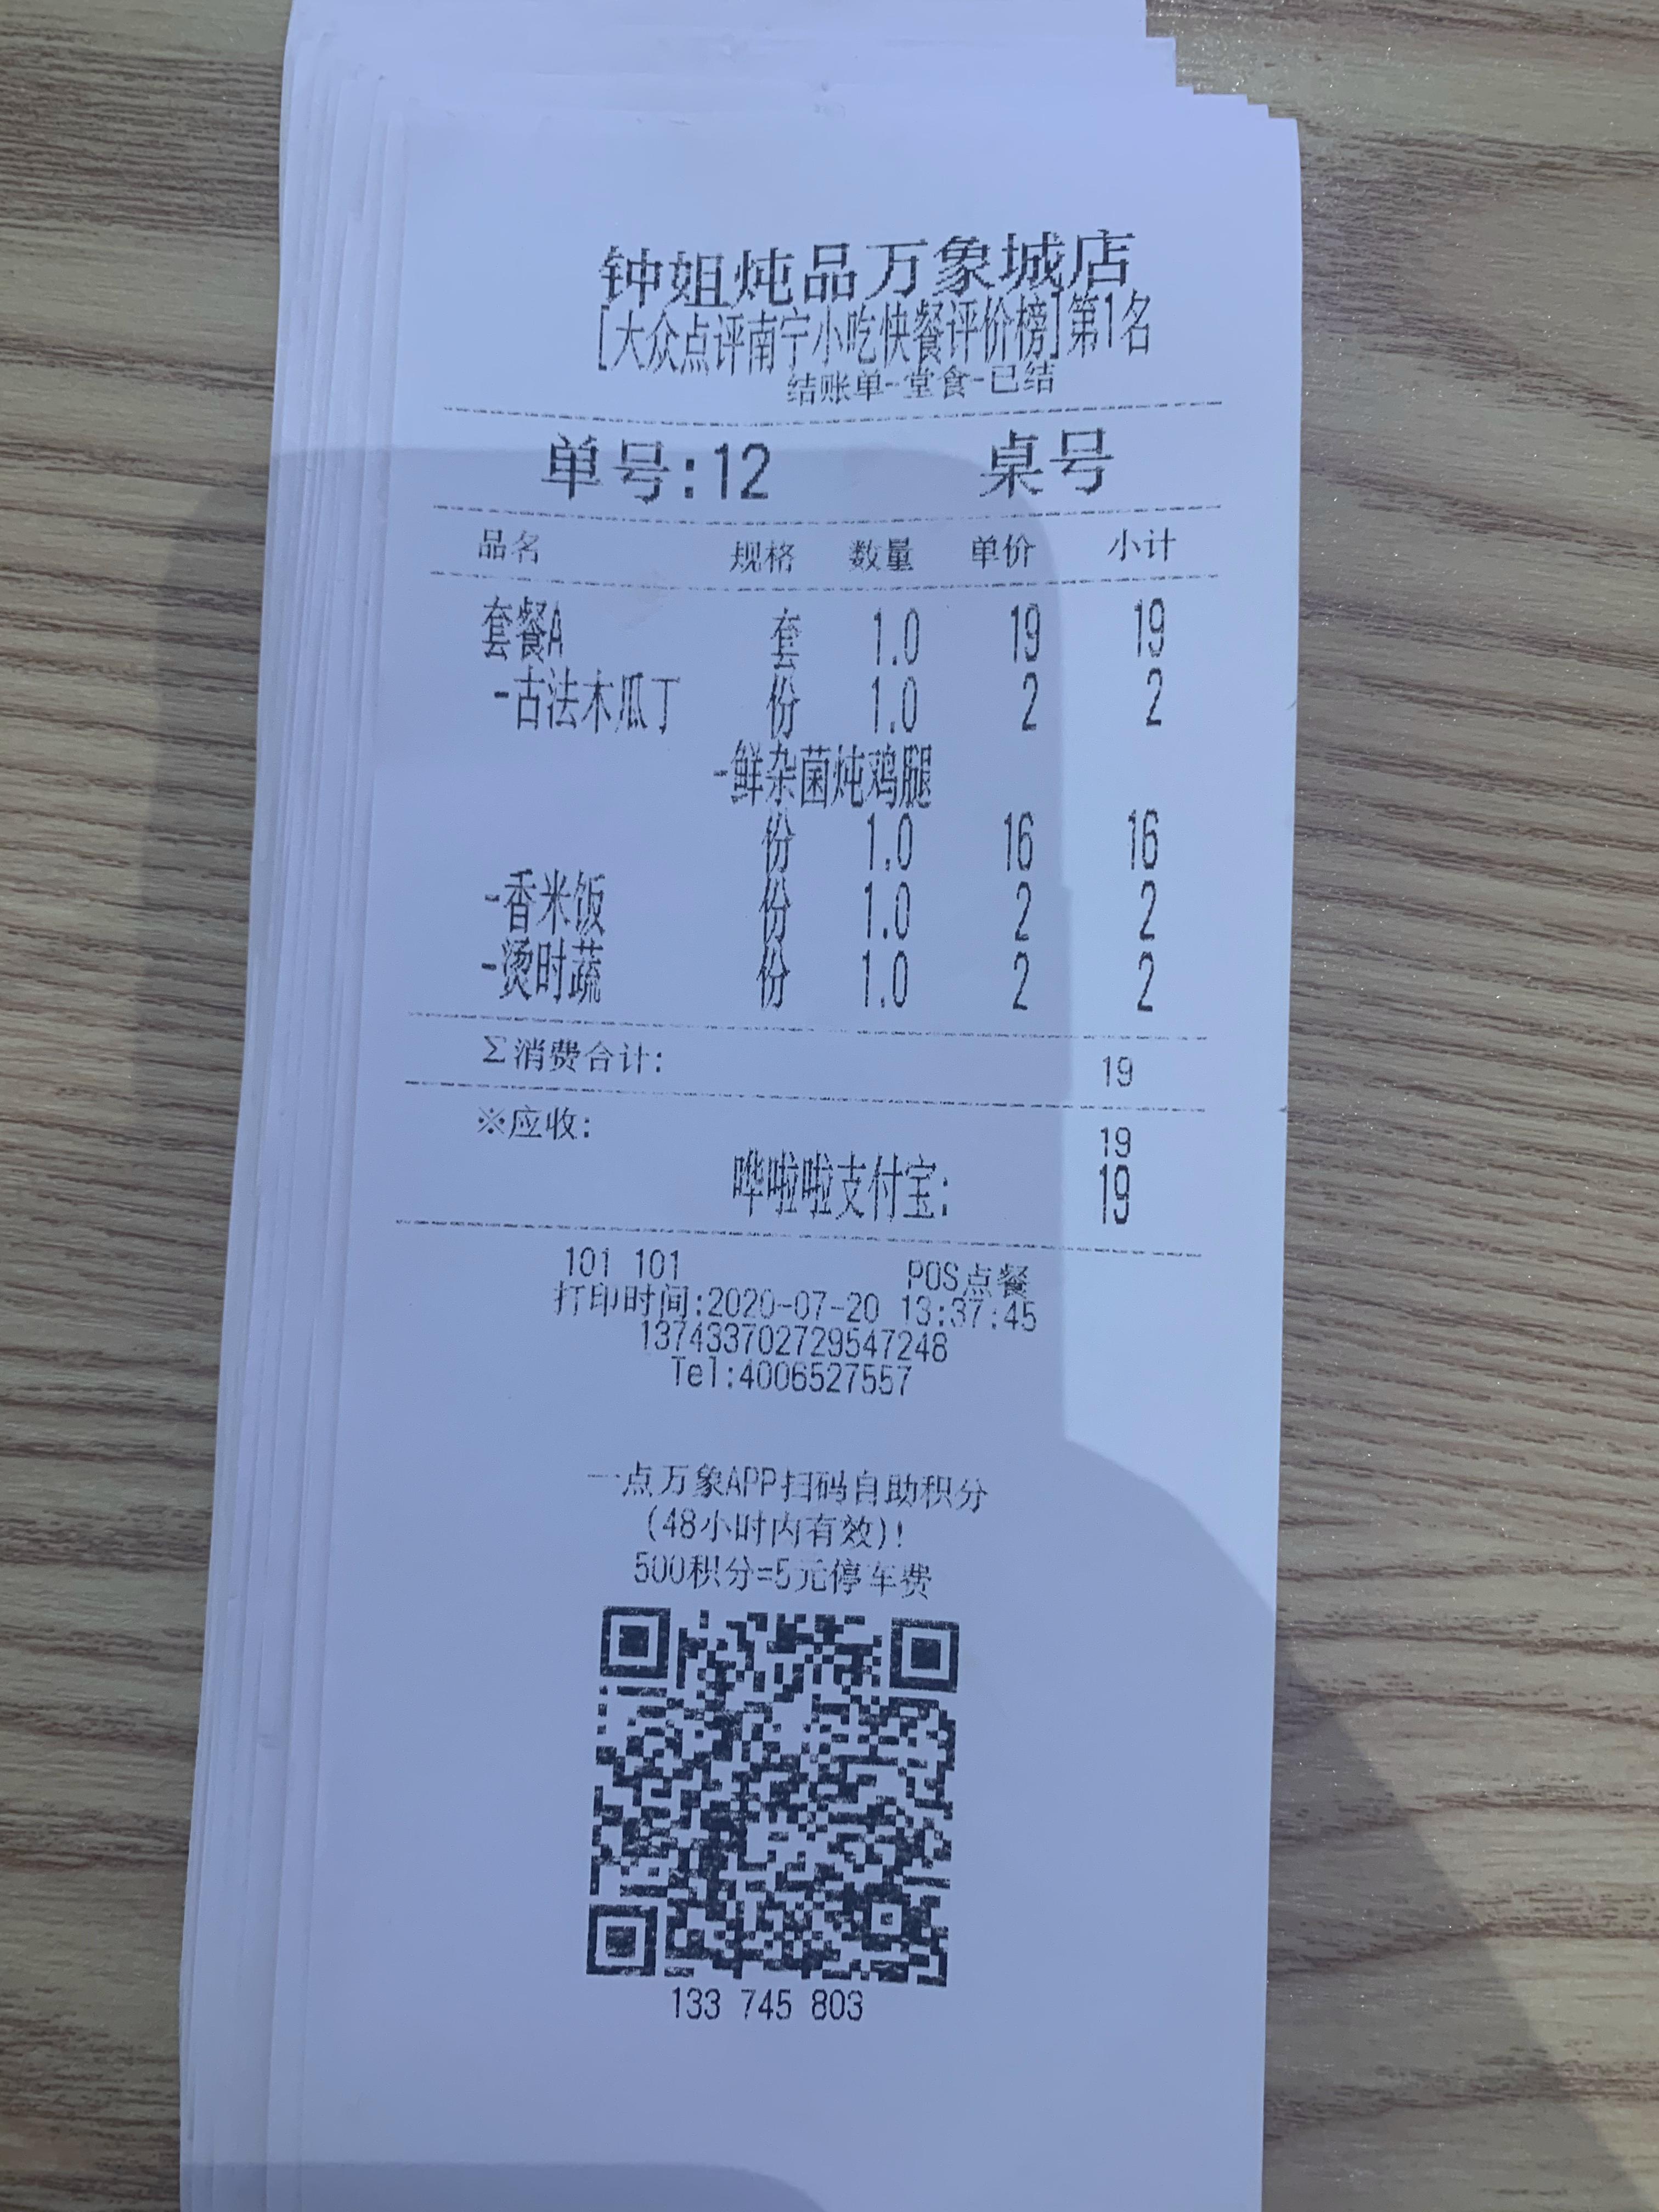 钟姐炖品万象城店
[大众点评南宁小吃快餐评价榜]第1名
结账单-堂食-已结
单号:12 桌号
品名 规格 数量 单价 小计
套餐A 套 1.0 19 19
-古法木瓜丁 份 1.0 2 2
-鲜杂菌炖鸡腿
份 1.0 16 16
-香米饭 份 1.0 2 2
-烫时蔬 份 1.0 2 2
Σ消费合计: 19
※应收: 19
哗啦啦支付宝: 19
101 101 POS点餐
打印时间:2020-07-20 13:37:45
137433702729547248
Tel:4006527557
一点万象APP扫码自助积分
(48小时内有效)!
500积分=5元停车费
133 745 803